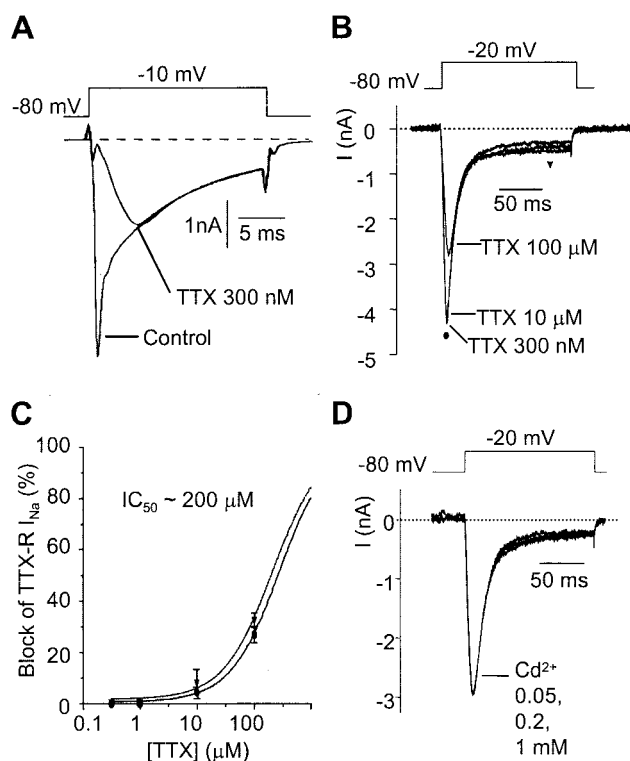 A
-10 mV
-80 mV
1nA
5 ms
TTX 300 nM
Control
B
-20 mV
-80 mV
I (nA)
0
-1
-2
-3
-4
-5
50 ms
TTX 100 µM
TTX 10 µM
TTX 300 nM
C
Block of TTX-R INa (%)
80
60
40
20
0
IC50 ~ 200 µM
0.1
1
10
100
[TTX] (µM)
D
-20 mV
-80 mV
I (nA)
0
-1
-2
-3
50 ms
Cd2+
0.05,
0.2,
1 mM